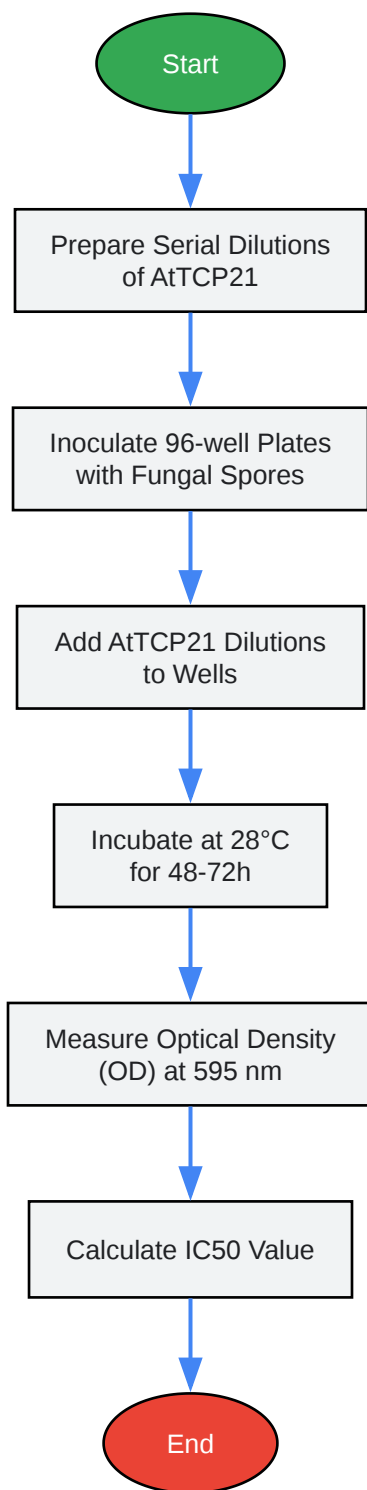 Start
Prepare Serial Dilutions
of AtTCP21
Inoculate 96-well Plates
with Fungal Spores
Add AtTCP21 Dilutions
to Wells
Incubate at 28°C
for 48-72h
Measure Optical Density
(OD) at 595 nm
Calculate IC50 Value
End